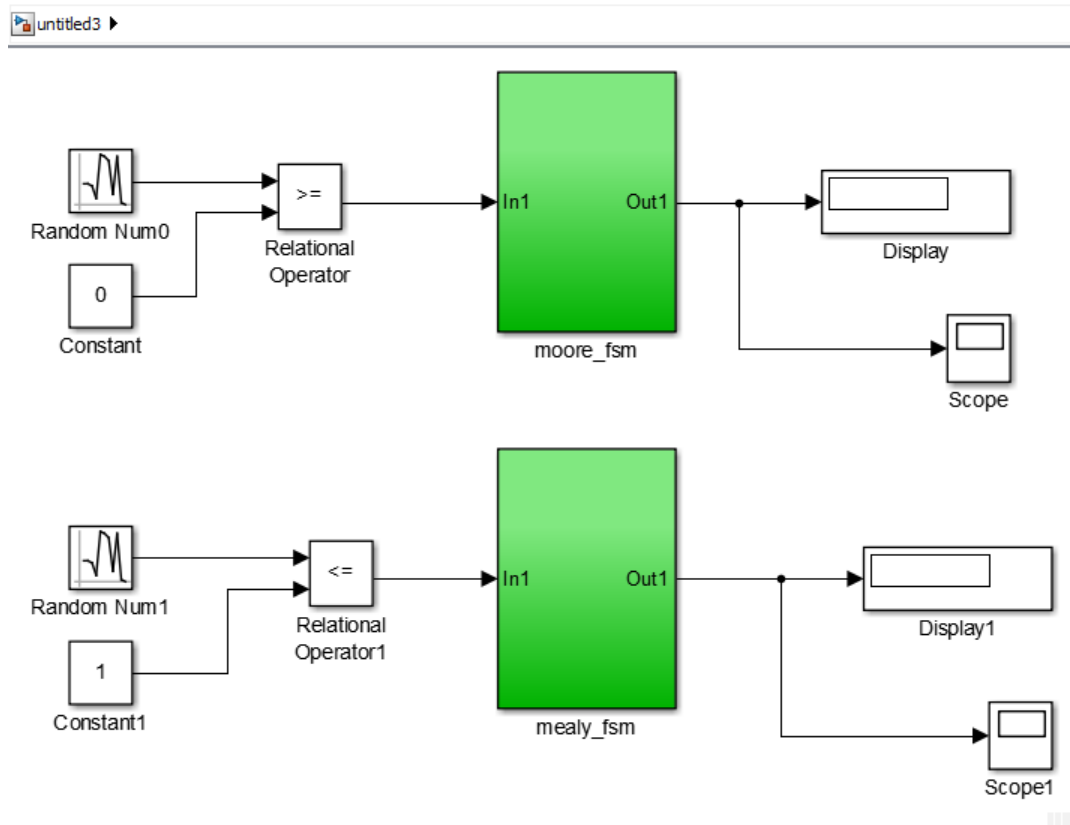 untitled3
>=
In1
Out1
Random Num0
Relational
Operator
Display
0
Constant
moore_fsm
Scope
<=
In1
Out1
Random Num1
Relational
Operator1
Display1
1
Constant1
mealy_fsm
Scope1